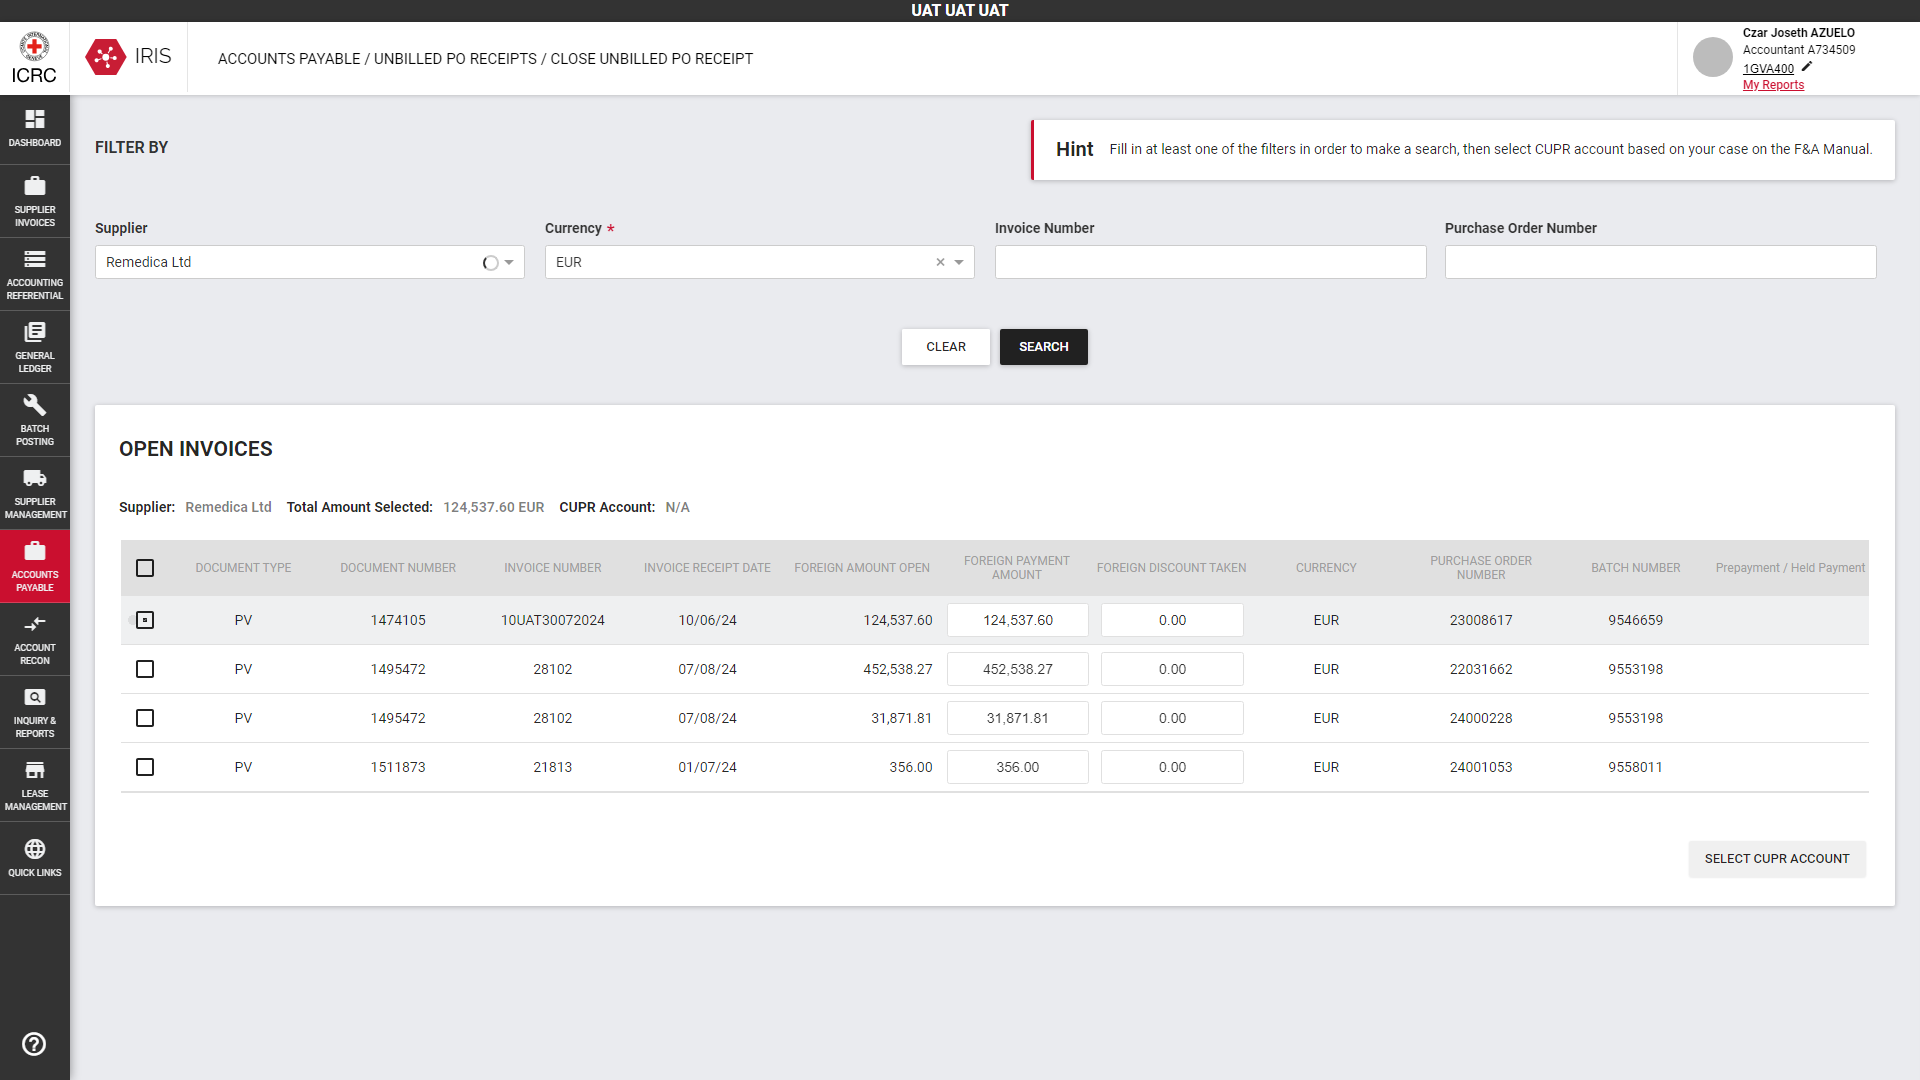 UAT UAT UAT
ICRC
IRIS
ACCOUNTS PAYABLE / UNBILLED PO RECEIPTS / CLOSE UNBILLED PO RECEIPT
Czar Joseth AZUELO
Accountant A734509
1GVA400
My Reports
DASHBOARD
SUPPLIER
INVOICES
ACCOUNTING
REFERENTIAL
GENERAL
LEDGER
BATCH
POSTING
SUPPLIER
MANAGEMENT
ACCOUNTS
PAYABLE
ACCOUNT
RECON
INQUIRY &
REPORTS
LEASE
MANAGEMENT
QUICK LINKS
FILTER BY
Hint Fill in at least one of the filters in order to make a search, then select CUPR account based on your case on the F&A Manual.
Supplier Currency * Invoice Number Purchase Order Number
Remedica Ltd EUR
CLEAR SEARCH
OPEN INVOICES
Supplier: Remedica Ltd Total Amount Selected: 124,537.60 EUR CUPR Account: N/A
DOCUMENT TYPE DOCUMENT NUMBER INVOICE NUMBER INVOICE RECEIPT DATE FOREIGN AMOUNT OPEN FOREIGN PAYMENT AMOUNT FOREIGN DISCOUNT TAKEN CURRENCY PURCHASE ORDER NUMBER BATCH NUMBER Prepayment / Held Payment
PV 1474105 10UAT30072024 10/06/24 124,537.60 124,537.60 0.00 EUR 23008617 9546659
PV 1495472 28102 07/08/24 452,538.27 452,538.27 0.00 EUR 22031662 9553198
PV 1495472 28102 07/08/24 31,871.81 31,871.81 0.00 EUR 24000228 9553198
PV 1511873 21813 01/07/24 356.00 356.00 0.00 EUR 24001053 9558011
SELECT CUPR ACCOUNT